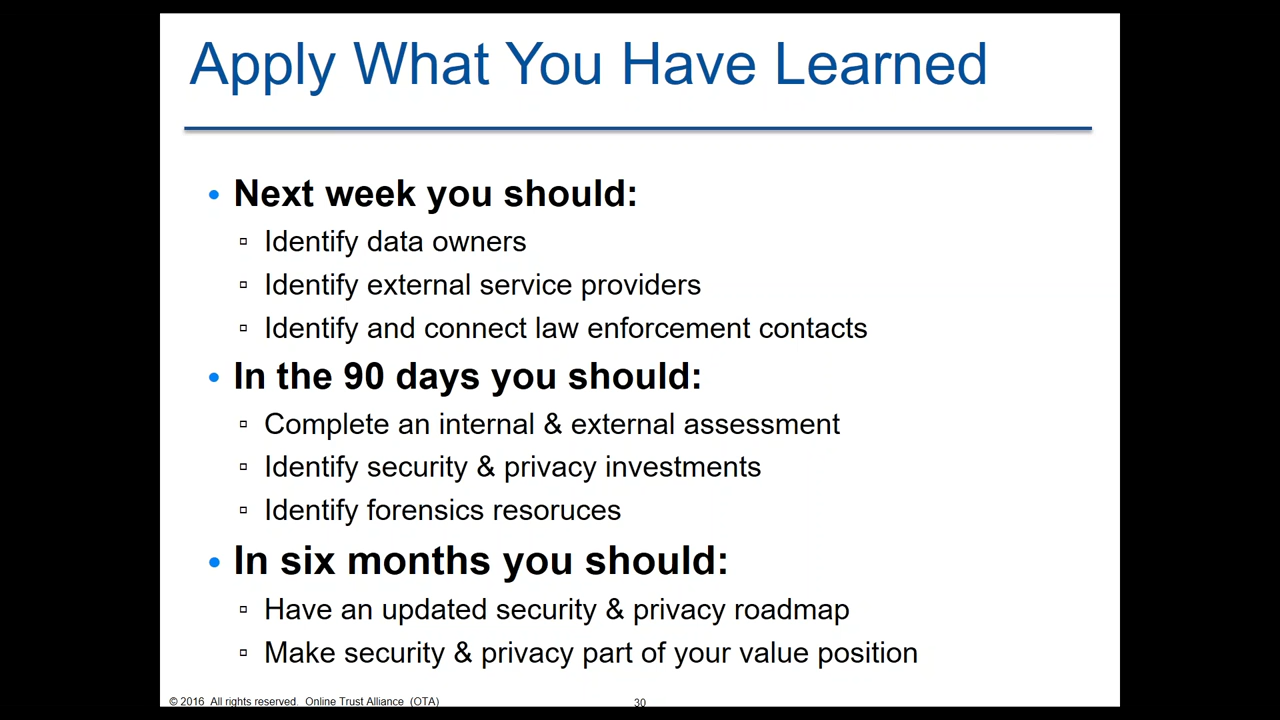 Apply What You Have Learned
• Next week you should:
▫ Identify data owners
▫ Identify external service providers
▫ Identify and connect law enforcement contacts
• In the 90 days you should:
▫ Complete an internal & external assessment
▫ Identify security & privacy investments
▫ Identify forensics resoruces
• In six months you should:
▫ Have an updated security & privacy roadmap
▫ Make security & privacy part of your value position
© 2016 All rights reserved. Online Trust Alliance (OTA) 30